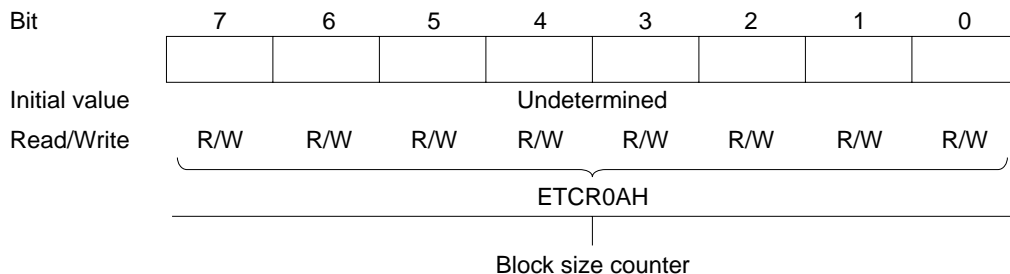 Bit 7 6 5 4 3 2 1 0
Initial value Undetermined
Read/Write R/W R/W R/W R/W R/W R/W R/W R/W
ETCR0AH
Block size counter